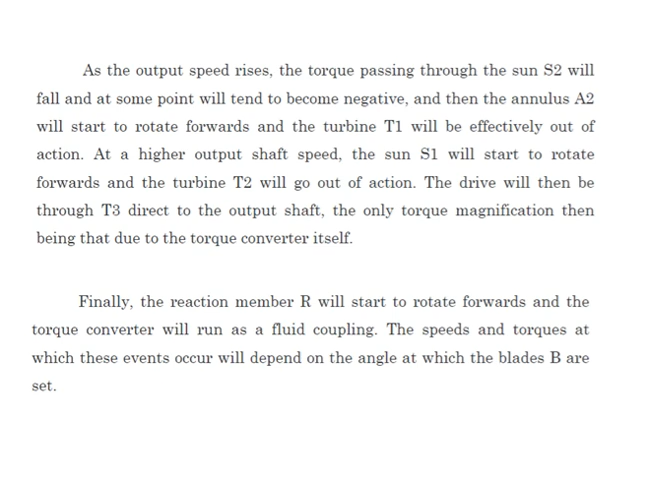 As the output speed rises, the torque passing through the sun S2 will
fall and at some point will tend to become negative, and then the annulus A2
will start to rotate forwards and the turbine T1 will be effectively out of
action. At a higher output shaft speed, the sun S1 will start to rotate
forwards and the turbine T2 will go out of action. The drive will then be
through T3 direct to the output shaft, the only torque magnification then
being that due to the torque converter itself.
Finally, the reaction member R will start to rotate forwards and the
torque converter will run as a fluid coupling. The speeds and torques at
which these events occur will depend on the angle at which the blades B are
set.